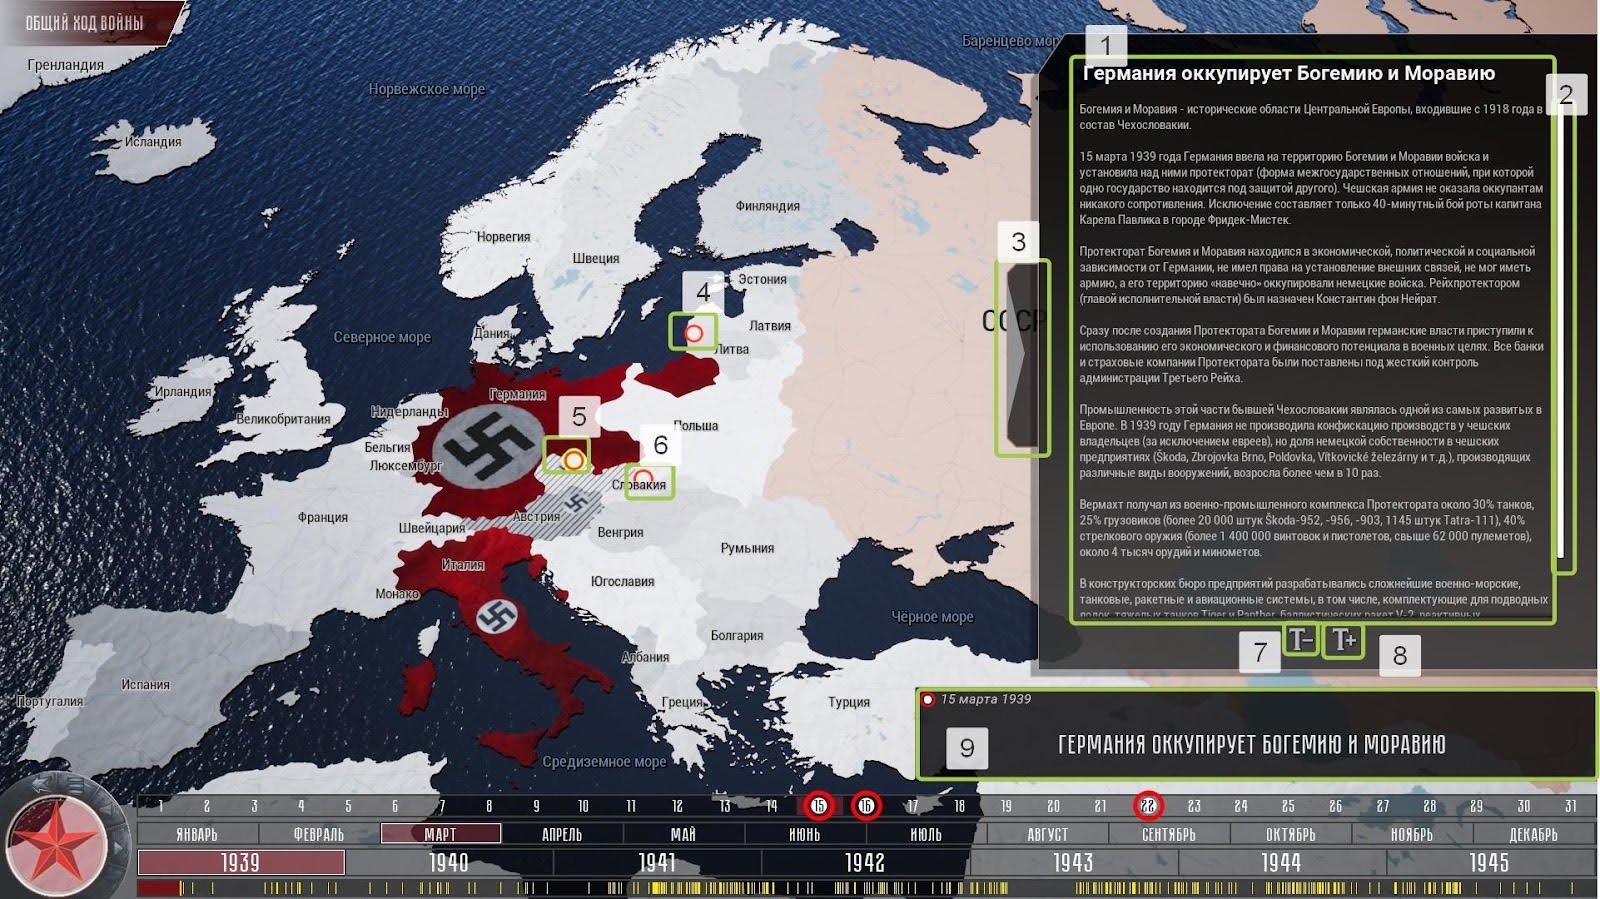 ОБЩИЙ ХОД ВОЙНЫ
Гренландия
Баренцево мор
Норвежское море
Исландия
Финляндия
Норвегия
Швеция
Эстония
СССР
Латвия
Дания
Северное море
Литва
Ирландия
Германия
Нидерланды
Великобритания
Польша
Бельгия
Люксембург
Словакия
Франция
Австрия
Швейцария
Венгрия
Румыния
Италия
Югославия
Монако
Чёрное море
Болгария
Албания
Испания
Португалия
Греция
Турция
Средиземное море
1
Германия оккупирует Богемию и Моравию
2
Богемия и Моравия - исторические области Центральной Европы, входившие с 1918 года в
состав Чехословакии.
15 марта 1939 года Германия ввела на территорию Богемии и Моравии войска и
установила над ними протекторат (форма межгосударственных отношений, при которой
одно государство находится под защитой другого). Чешская армия не оказала оккупантам
никакого сопротивления. Исключение составляет только 40-минутный бой роты капитана
Карела Павлика в городе Фридек-Мистек.
3
Протекторат Богемия и Моравия находился в экономической, политической и социальной
зависимости от Германии, не имел права на установление внешних связей, не мог иметь
армию, а его территорию «навечно» оккупировали немецкие войска. Рейхпротектором
(главой исполнительной власти) был назначен Константин фон Нейрат.
4
Сразу после создания Протектората Богемии и Моравии германские власти приступили к
использованию его экономического и финансового потенциала в военных целях. Все банки
и страховые компании Протектората были поставлены под жесткий контроль
администрации Третьего Рейха.
5
Промышленность этой части бывшей Чехословакии являлась одной из самых развитых в
Европе. В 1939 году Германия не производила конфискацию производств у чешских
владельцев (за исключением евреев), но доля немецкой собственности в чешских
предприятиях (Škoda, Zbrojovka Brno, Poldovka, Vítkovické železárny и т.д.), производящих
различные виды вооружений, возросла более чем в 10 раз.
6
Вермахт получал из военно-промышленного комплекса Протектората около 30% танков,
25% грузовиков (более 20 000 штук Škoda-952, -956, -903, 1145 штук Tatra-111), 40%
стрелкового оружия (более 1 400 000 винтовок и пистолетов, свыше 62 000 пулеметов),
около 4 тысяч орудий и минометов.
В конструкторских бюро предприятий разрабатывались сложнейшие военно-морские,
танковые, ракетные и авиационные системы, в том числе, комплектующие для подводных
лодок, тяжелых танков Tiger и Panther, баллистических ракет V-2, реактивных
7 T- T+ 8
15 марта 1939
9 ГЕРМАНИЯ ОККУПИРУЕТ БОГЕМИЮ И МОРАВИЮ
1 2 3 4 5 6 7 8 9 10 11 12 13 14 15 16 17 18 19 20 21 22 23 24 25 26 27 28 29 30 31
ЯНВАРЬ ФЕВРАЛЬ МАРТ АПРЕЛЬ МАЙ ИЮНЬ ИЮЛЬ АВГУСТ СЕНТЯБРЬ ОКТЯБРЬ НОЯБРЬ ДЕКАБРЬ
1939 1940 1941 1942 1943 1944 1945